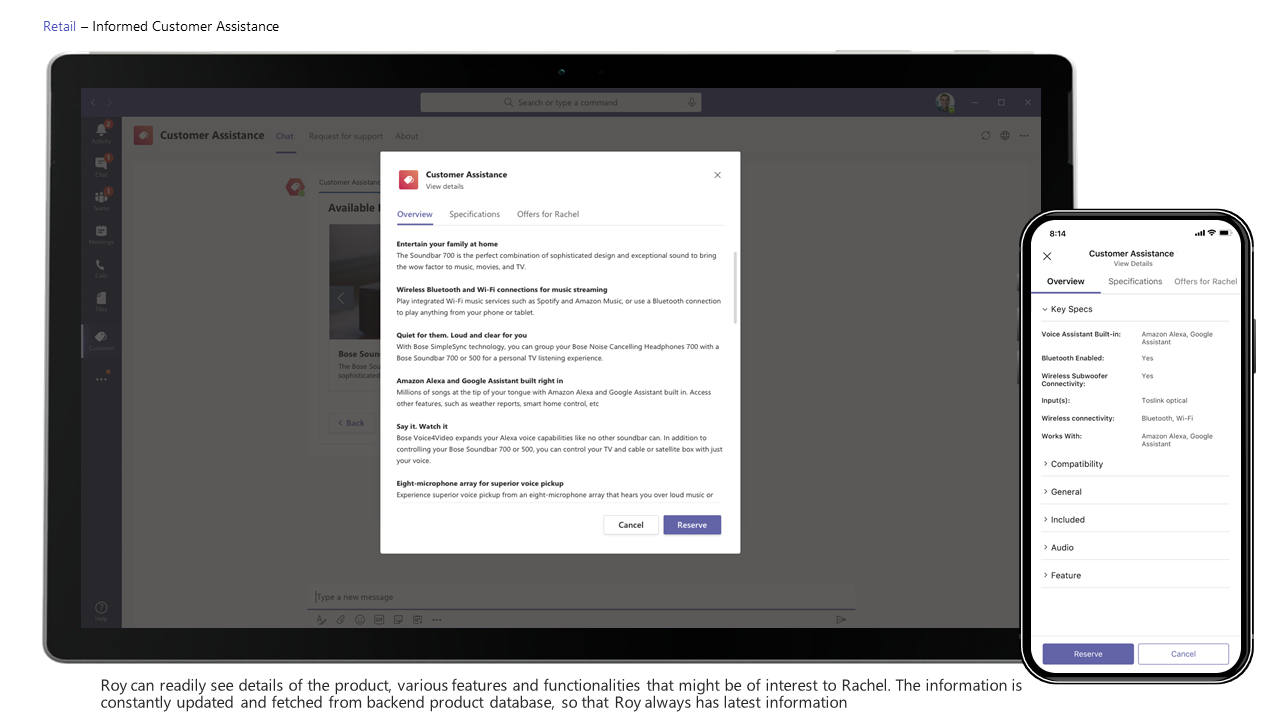 Retail – Informed Customer Assistance
Search or type a command
Activity
Chat
Teams
Meetings
Calls
Files
Customer
Help
Customer Assistance
Chat
Request for support
About
Customer Assistanc
Available
Bose Soun
The Bose Sou
sophisticated
Back
Type a new message
Customer Assistance
View details
Overview
Specifications
Offers for Rachel
Entertain your family at home
The Soundbar 700 is the perfect combination of sophisticated design and exceptional sound to bring
the wow factor to music, movies, and TV.
Wireless Bluetooth and Wi-Fi connections for music streaming
Play integrated Wi-Fi music services such as Spotify and Amazon Music, or use a Bluetooth connection
to play anything from your phone or tablet.
Quiet for them. Loud and clear for you
With Bose SimpleSync technology, you can group your Bose Noise Cancelling Headphones 700 with a
Bose Soundbar 700 or 500 for a personal TV listening experience.
Amazon Alexa and Google Assistant built right in
Millions of songs at the tip of your tongue with Amazon Alexa and Google Assistant built in. Access
other features, such as weather reports, smart home control, etc
Say it. Watch it
Bose Voice4Video expands your Alexa voice capabilities like no other soundbar can. In addition to
controlling your Bose Soundbar 700 or 500, you can control your TV and cable or satellite box with just
your voice.
Eight-microphone array for superior voice pickup
Experience superior voice pickup from an eight-microphone array that hears you over loud music or
Cancel
Reserve
8:14
Customer Assistance
View Details
Overview
Specifications
Offers for Rachel
Key Specs
Voice Assistant Built-in: Amazon Alexa, Google
Assistant
Bluetooth Enabled: Yes
Wireless Subwoofer Yes
Connectivity:
Input(s): Toslink optical
Wireless connectivity: Bluetooth, Wi-Fi
Works With: Amazon Alexa, Google
Assistant
Compatibility
General
Included
Audio
Feature
Reserve
Cancel
Roy can readily see details of the product, various features and functionalities that might be of interest to Rachel. The information is
constantly updated and fetched from backend product database, so that Roy always has latest information